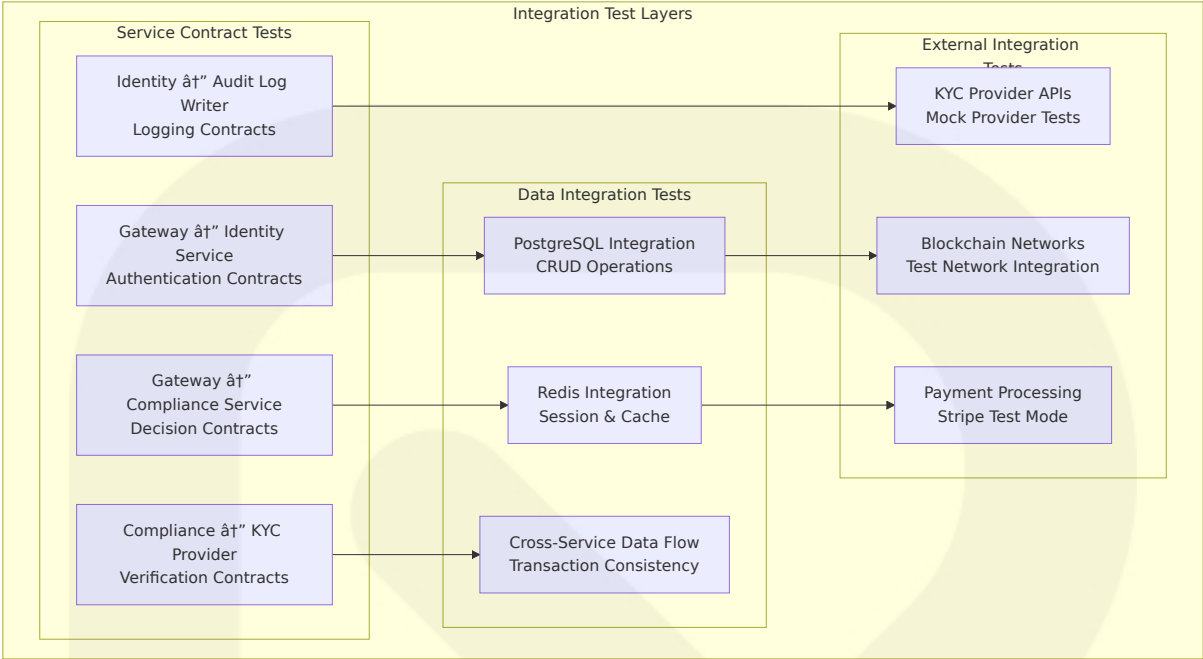 Integration Test Layers
Service Contract Tests
Identity â†” Audit Log
Writer
Logging Contracts
Gateway â†” Identity
Service
Authentication Contracts
Gateway â†”
Compliance Service
Decision Contracts
Compliance â†” KYC
Provider
Verification Contracts
Data Integration Tests
PostgreSQL Integration
CRUD Operations
Redis Integration
Session & Cache
Cross-Service Data Flow
Transaction Consistency
External Integration
Tests
KYC Provider APIs
Mock Provider Tests
Blockchain Networks
Test Network Integration
Payment Processing
Stripe Test Mode